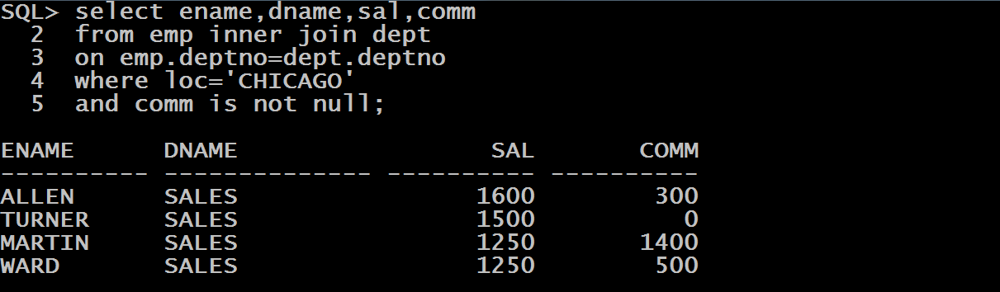 SQL> select ename,dname,sal,comm
  2  from emp inner join dept
  3  on emp.deptno=dept.deptno
  4  where loc='CHICAGO'
  5  and comm is not null;

ENAME      DNAME                 SAL       COMM
---------- -------------- ---------- ----------
ALLEN      SALES                1600        300
TURNER     SALES                1500          0
MARTIN     SALES                1250       1400
WARD       SALES                1250        500